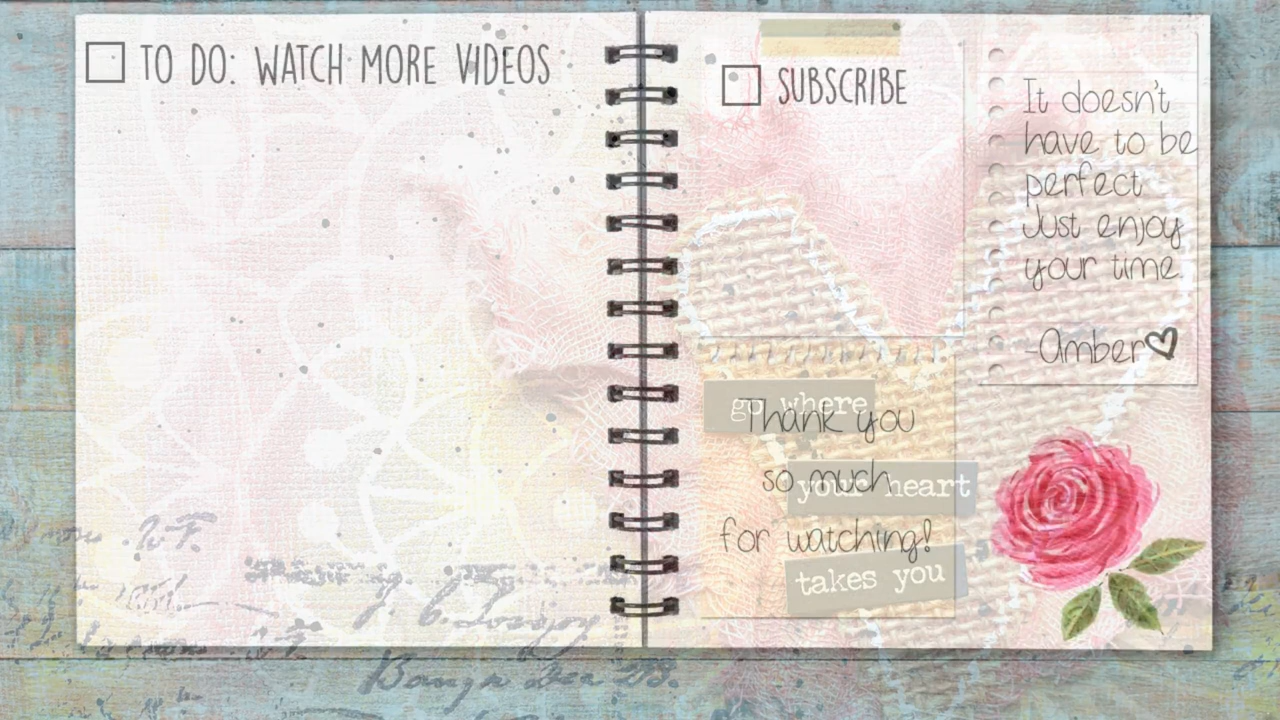 TO DO: WATCH MORE VIDEOS
SUBSCRIBE
It doesn't
have to be
perfect
Just enjoy
your time.
-Amber♡
go where
your heart
takes you
Thank you
so much
for watching!